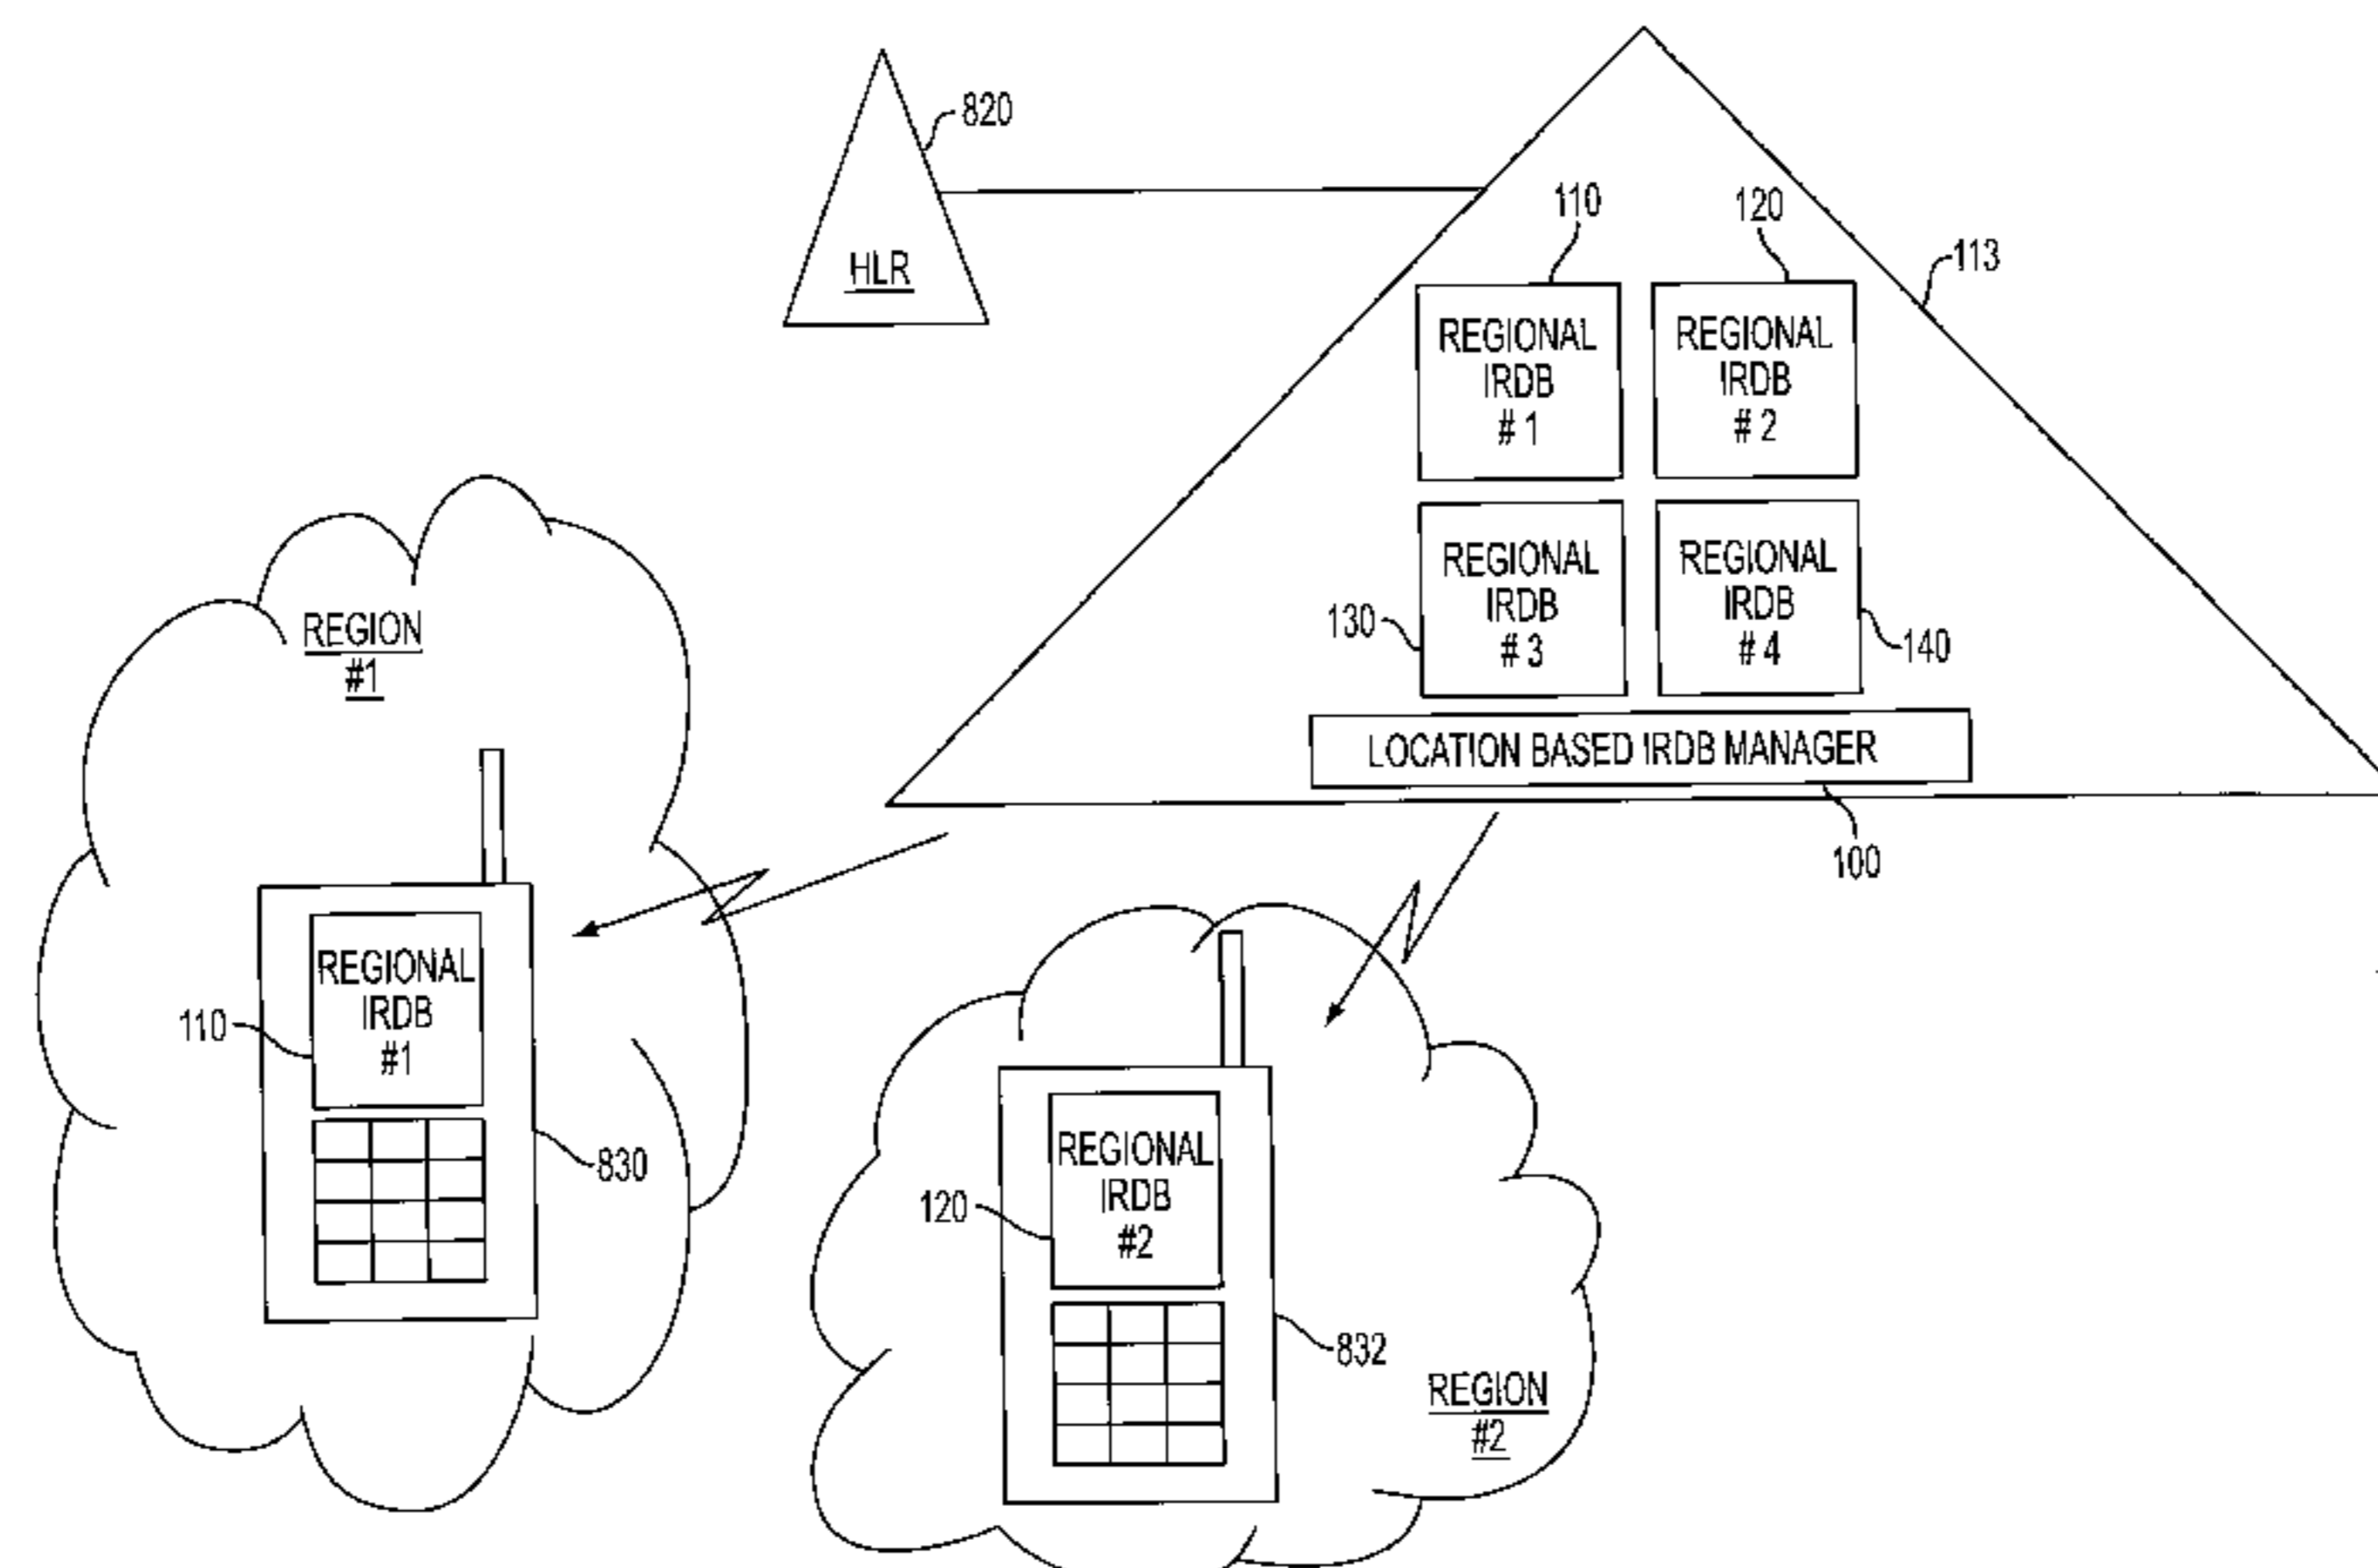 820
HLR
110
120
113
REGIONAL
IRDB
# 1
REGIONAL
IRDB
# 2
REGIONAL
IRDB
# 3
REGIONAL
IRDB
# 4
130
140
LOCATION BASED IRDB MANAGER
100
REGION
#1
REGIONAL
IRDB
#1
110
830
REGIONAL
IRDB
#2
120
832
REGION
#2